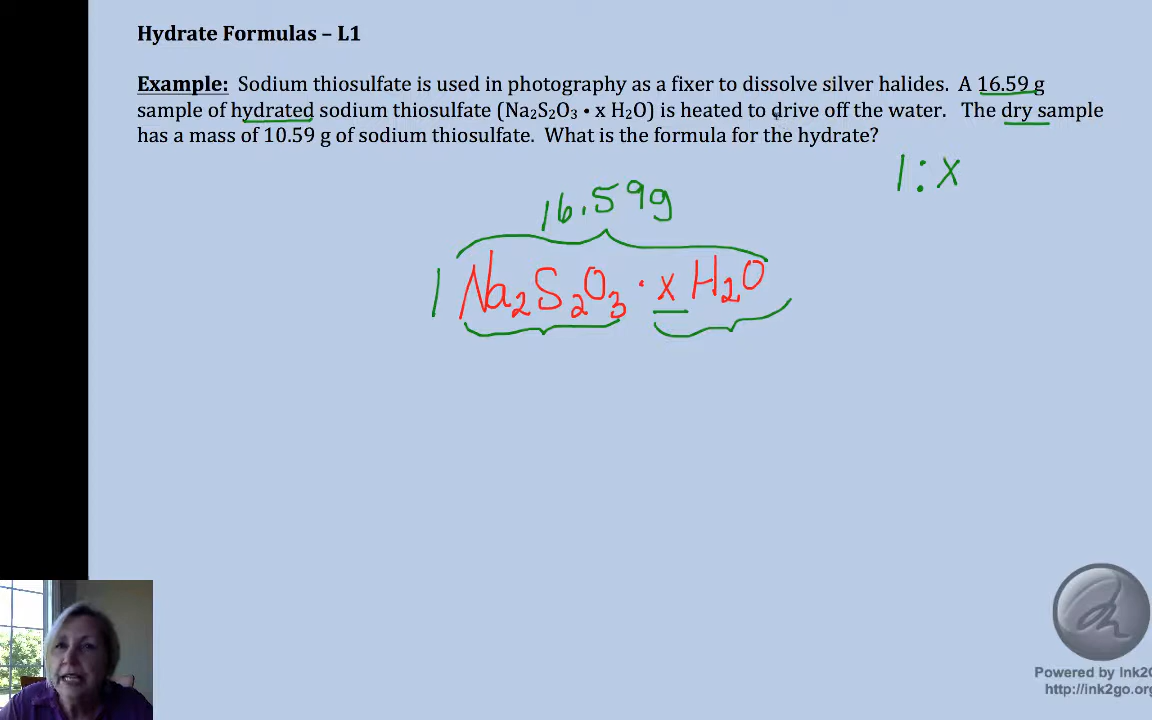 Hydrate Formulas – L1
Example: Sodium thiosulfate is used in photography as a fixer to dissolve silver halides. A 16.59 g
sample of hydrated sodium thiosulfate (Na₂S₂O₃ • x H₂O) is heated to drive off the water. The dry sample
has a mass of 10.59 g of sodium thiosulfate. What is the formula for the hydrate?
1 : x
16.59g
1 Na₂S₂O₃ · x H₂O
Powered by Ink2G
http://ink2go.org